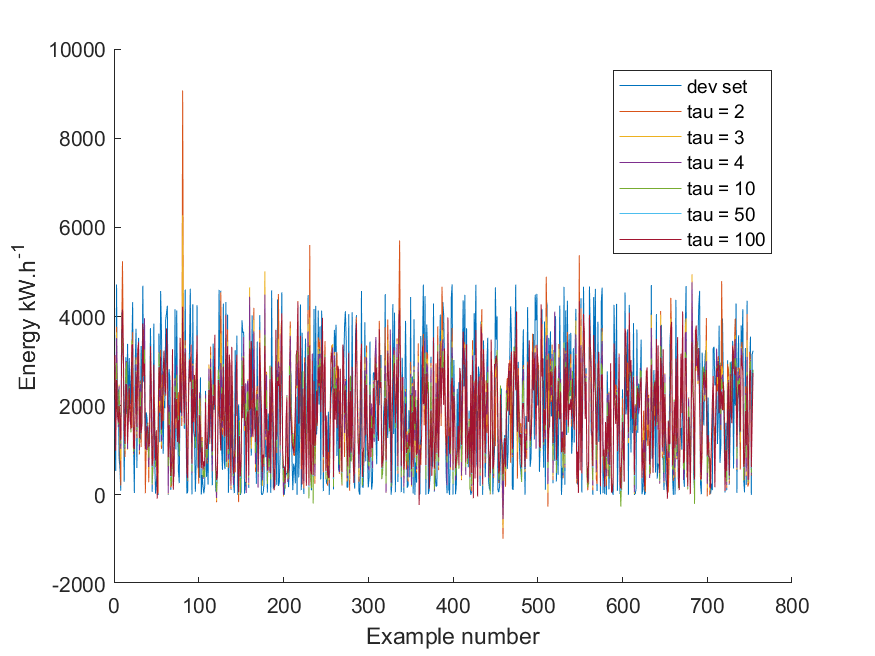 10000
8000
6000
4000
2000
0
-2000
Energy kW.h-1
dev set
tau = 2
tau = 3
tau = 4
tau = 10
tau = 50
tau = 100
0 100 200 300 400 500 600 700 800
Example number